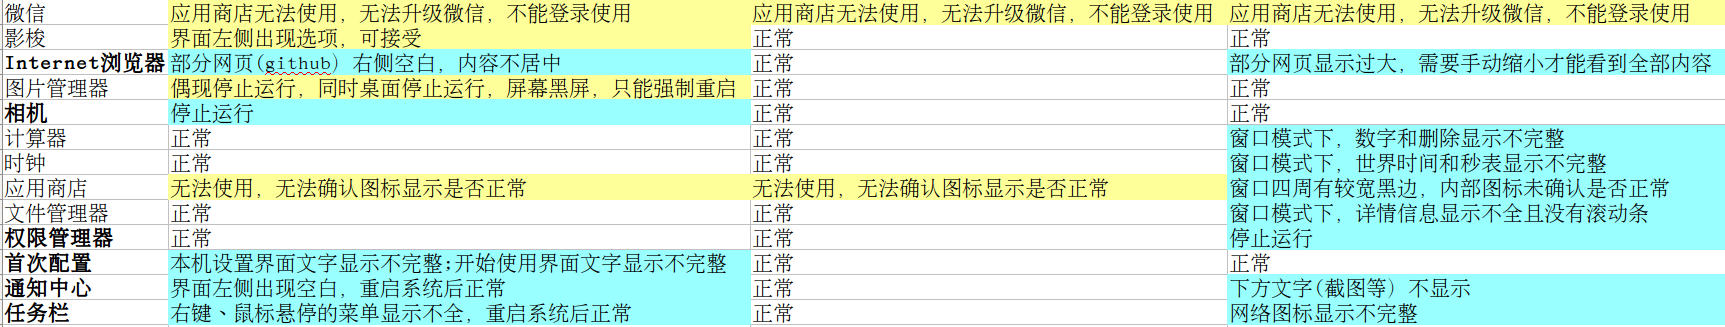 微信 应用商店无法使用，无法升级微信，不能登录使用 应用商店无法使用，无法升级微信，不能登录使用 应用商店无法使用，无法升级微信，不能登录使用
影梭 界面左侧出现选项，可接受 正常 正常
Internet浏览器 部分网页(github) 右侧空白，内容不居中 正常 部分网页显示过大，需要手动缩小才能看到全部内容
图片管理器 偶现停止运行，同时桌面停止运行，屏幕黑屏，只能强制重启 正常 正常
相机 停止运行 正常 正常
计算器 正常 正常 窗口模式下，数字和删除显示不完整
时钟 正常 正常 窗口模式下，世界时间和秒表显示不完整
应用商店 无法使用，无法确认图标显示是否正常 无法使用，无法确认图标显示是否正常 窗口四周有较宽黑边，内部图标未确认是否正常
文件管理器 正常 正常 窗口模式下，详情信息显示不全且没有滚动条
权限管理器 正常 正常 停止运行
首次配置 本机设置界面文字显示不完整;开始使用界面文字显示不完整 正常 正常
通知中心 界面左侧出现空白，重启系统后正常 正常 下方文字(截图等) 不显示
任务栏 右键、鼠标悬停的菜单显示不全，重启系统后正常 正常 网络图标显示不完整